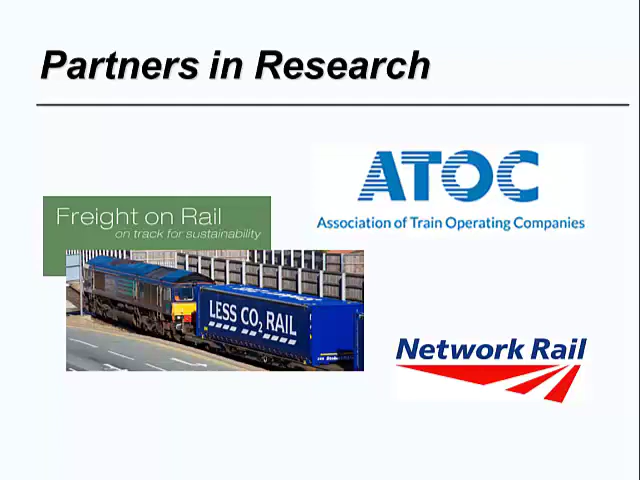 Partners in Research
ATOC
Association of Train Operating Companies
Freight on Rail
on track for sustainability
LESS CO₂ RAIL
Network Rail